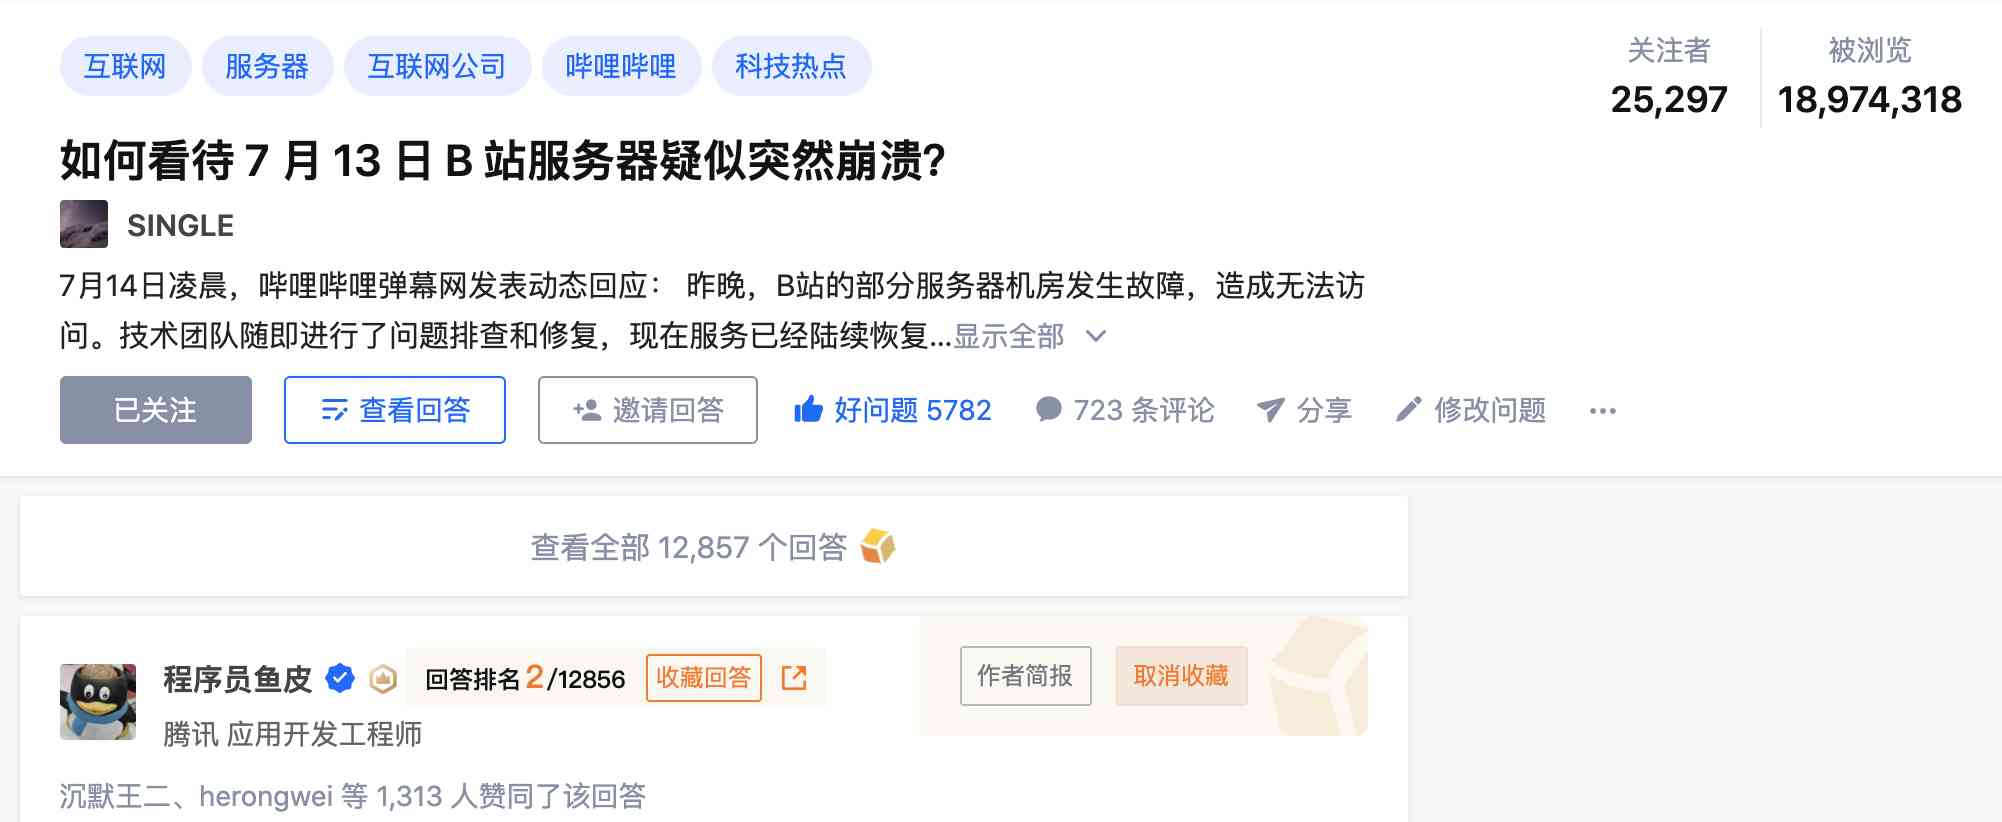 互联网 服务器 互联网公司 哔哩哔哩 科技热点
关注者 被浏览
25,297 18,974,318
如何看待 7 月 13 日 B 站服务器疑似突然崩溃?
SINGLE
7月14日凌晨，哔哩哔哩弹幕网发表动态回应： 昨晚，B站的部分服务器机房发生故障，造成无法访
问。技术团队随即进行了问题排查和修复，现在服务已经陆续恢复...显示全部
已关注 查看回答 邀请回答 好问题 5782 723 条评论 分享 修改问题 ...
查看全部 12,857 个回答
程序员鱼皮 回答排名 2/12856 收藏回答 作者简报 取消收藏
腾讯 应用开发工程师
沉默王二、herongwei 等 1,313 人赞同了该回答